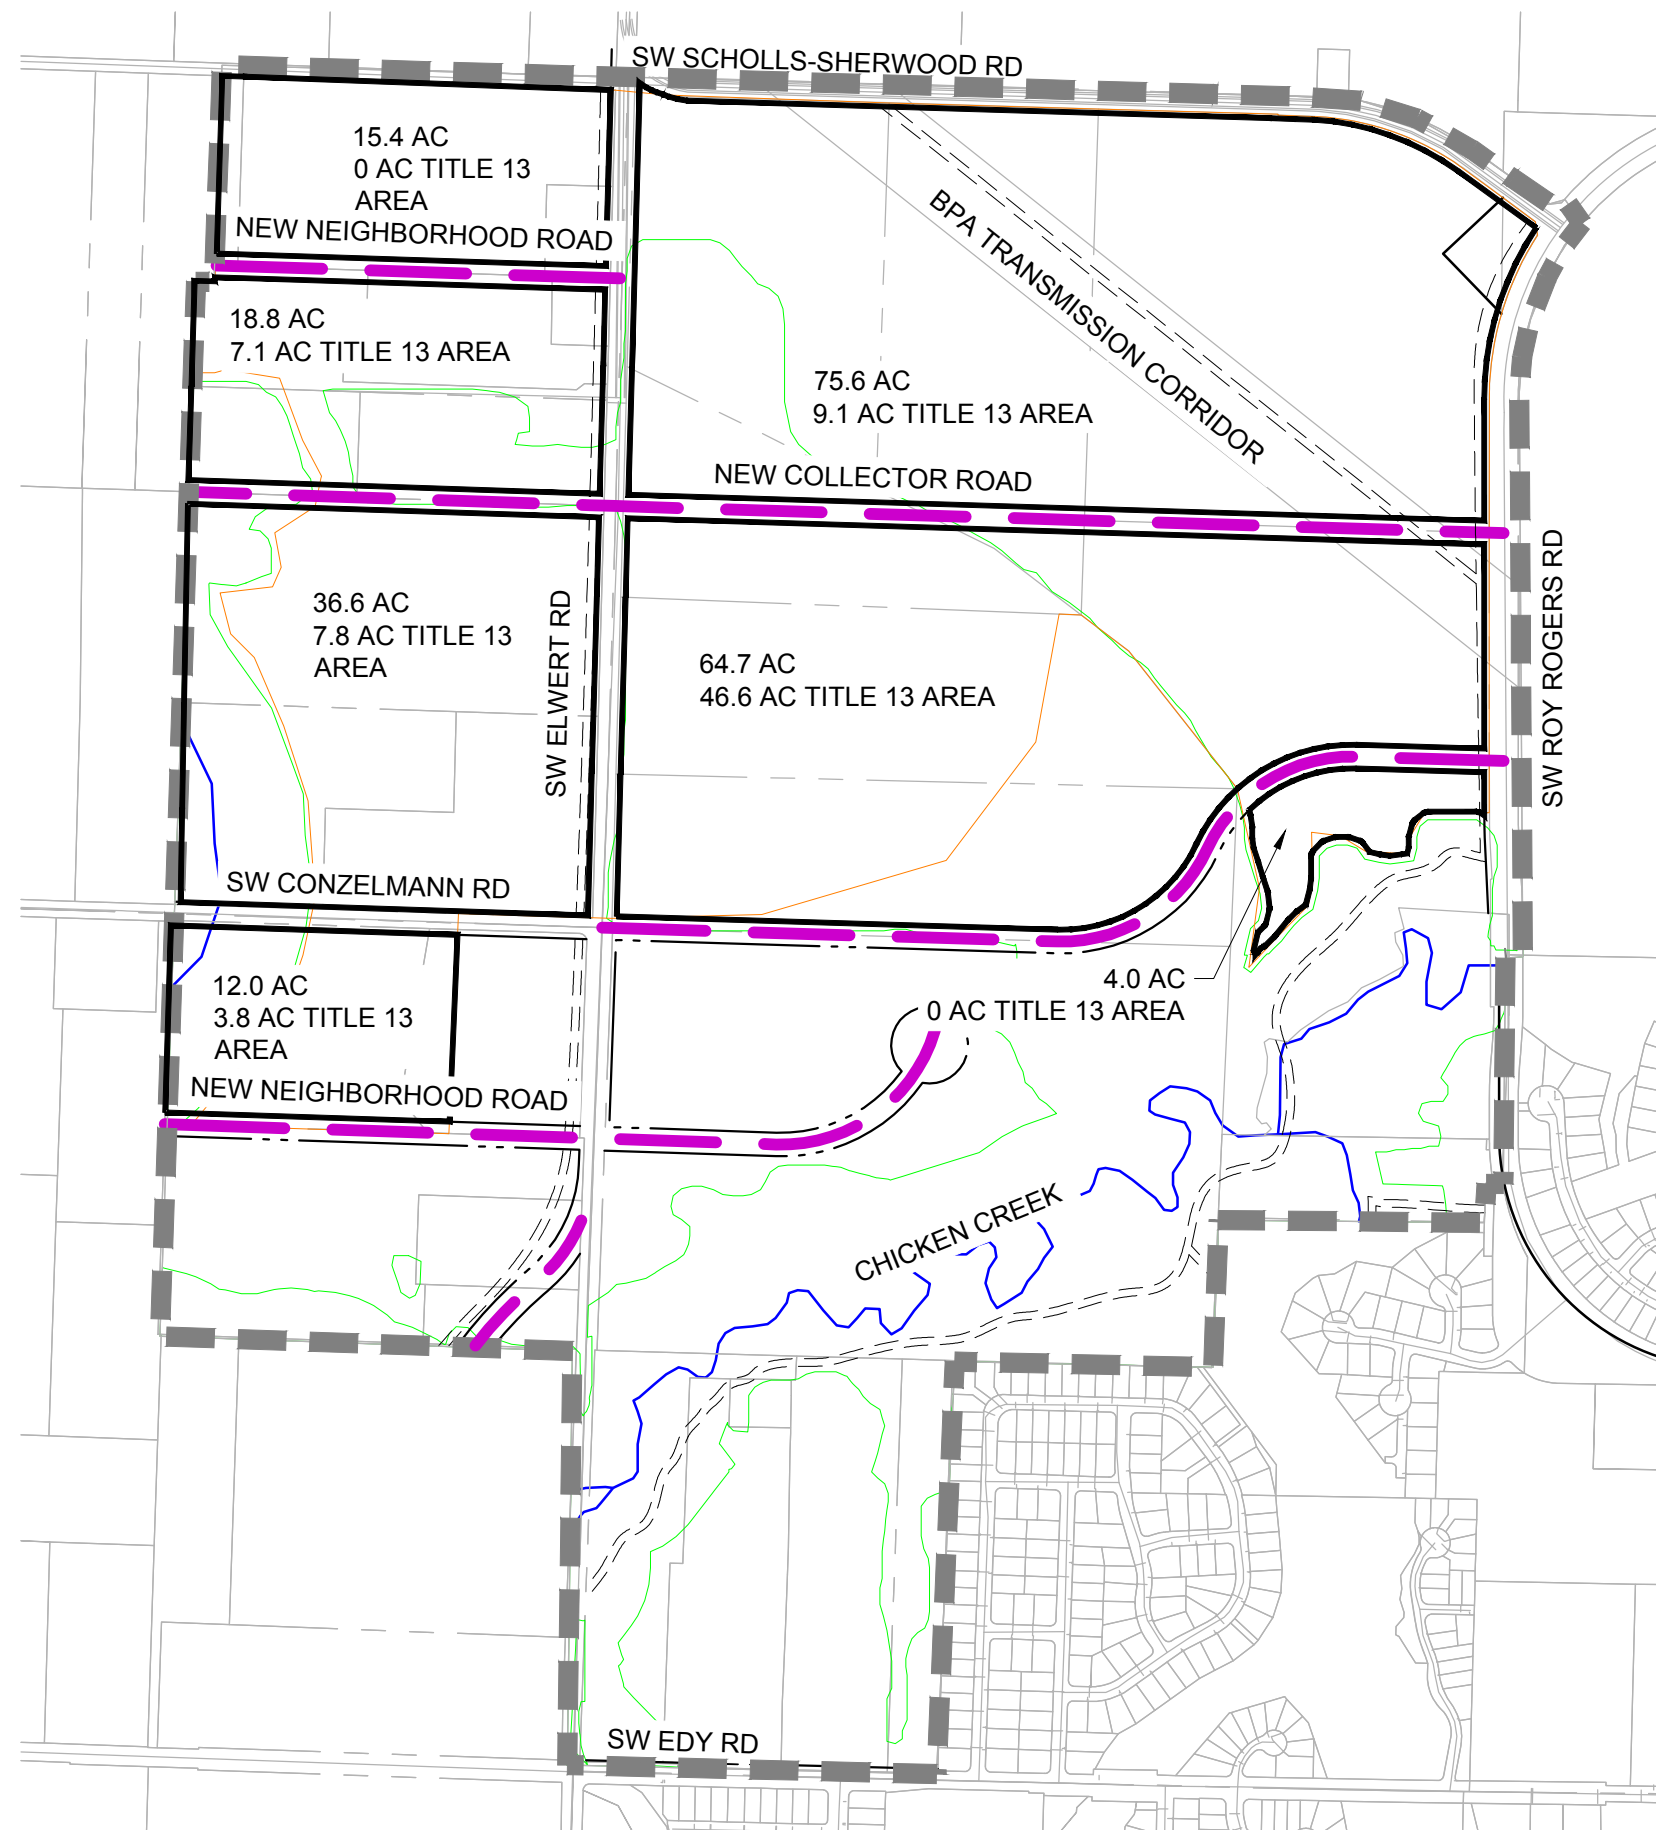 SW SCHOLLS-SHERWOOD RD
15.4 AC
0 AC TITLE 13
AREA
NEW NEIGHBORHOOD ROAD
BPA TRANSMISSION CORRIDOR
18.8 AC
7.1 AC TITLE 13 AREA
75.6 AC
9.1 AC TITLE 13 AREA
NEW COLLECTOR ROAD
SW ROY ROGERS RD
36.6 AC
7.8 AC TITLE 13
AREA
SW ELWERT RD
64.7 AC
46.6 AC TITLE 13 AREA
SW CONZELMANN RD
12.0 AC
3.8 AC TITLE 13
AREA
4.0 AC
0 AC TITLE 13 AREA
NEW NEIGHBORHOOD ROAD
CHICKEN CREEK
SW EDY RD